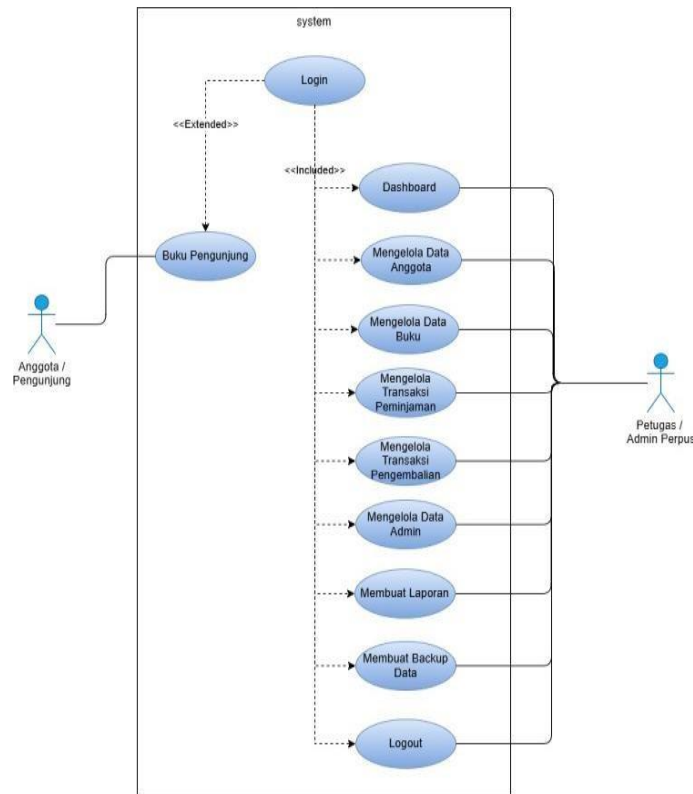 system
Login
<<Extended>>
<<Included>>
Dashboard
Buku Pengunjung
Mengelola Data
Anggota
Anggota /
Pengunjung
Mengelola Data
Buku
Mengelola
Transaksi
Peminjaman
Petugas /
Admin Perpus
Mengelola
Transaksi
Pengembalian
Mengelola Data
Admin
Membuat Laporan
Membuat Backup
Data
Logout